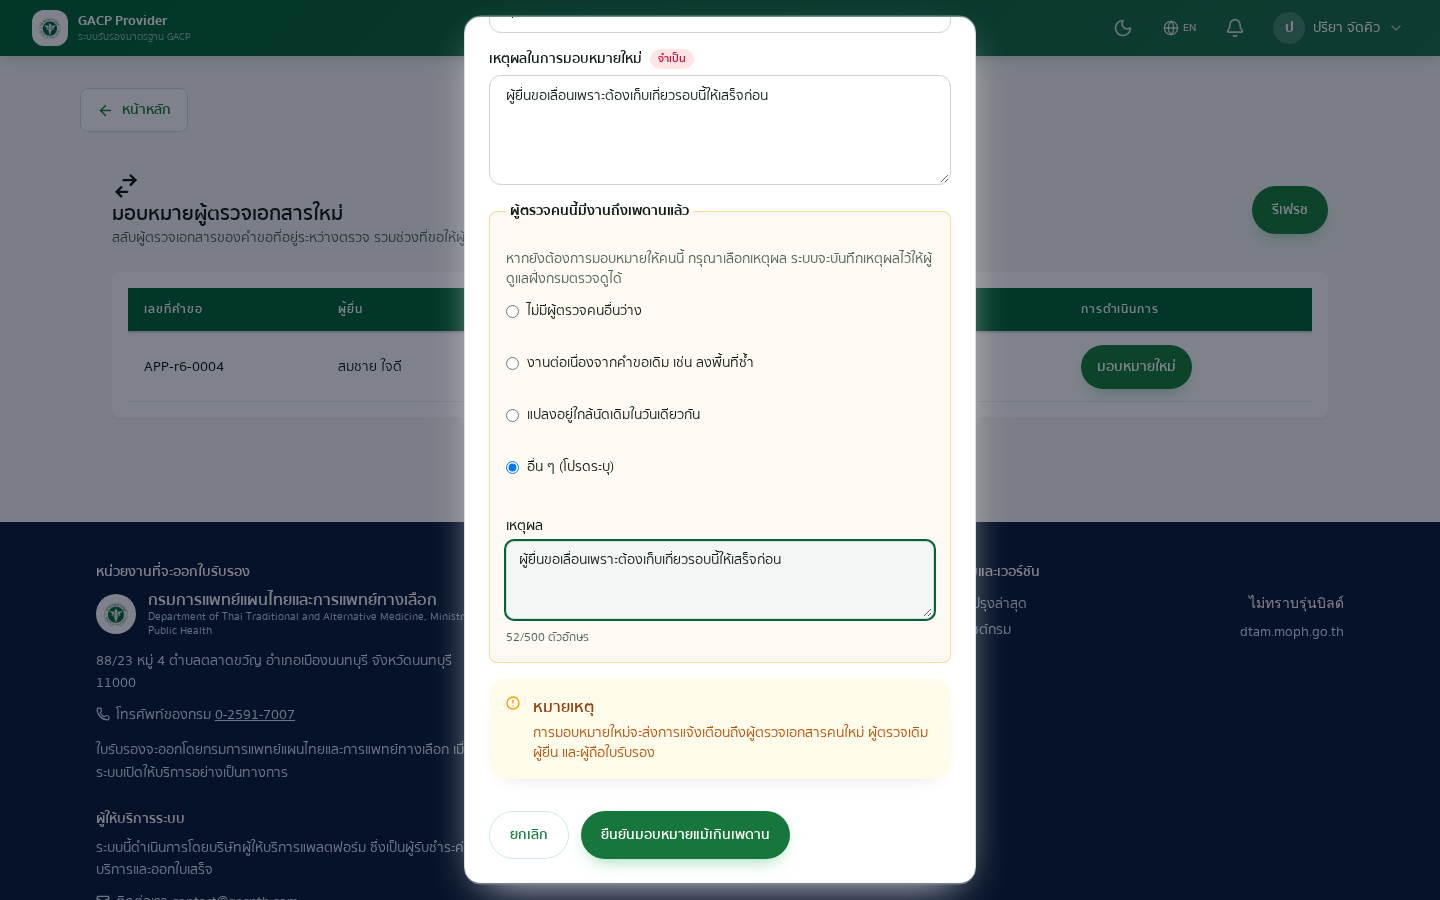 GACP Provider
ระบบรับรองมาตรฐาน GACP
EN
ป
ปรียา จัดคิว
หน้าหลัก
มอบหมายผู้ตรวจเอกสารใหม่
สลับผู้ตรวจเอกสารของคำขอที่อยู่ระหว่างตรวจ รวมช่วงที่ขอให้ผู้
รีเฟรช
เลขที่คำขอ
ผู้ยื่น
การดำเนินการ
APP-r6-0004
สมชาย ใจดี
มอบหมายใหม่
เหตุผลในการมอบหมายใหม่
จำเป็น
ผู้ยื่นขอเลื่อนเพราะต้องเก็บเกี่ยวรอบนี้ให้เสร็จก่อน
ผู้ตรวจคนนี้มีงานถึงเพดานแล้ว
หากยังต้องการมอบหมายให้คนนี้ กรุณาเลือกเหตุผล ระบบจะบันทึกเหตุผลไว้ให้ผู้
ดูแลฝั่งกรมตรวจดูได้
ไม่มีผู้ตรวจคนอื่นว่าง
งานต่อเนื่องจากคำขอเดิม เช่น ลงพื้นที่ซ้ำ
แปลงอยู่ใกล้นัดเดิมในวันเดียวกัน
อื่น ๆ (โปรดระบุ)
เหตุผล
ผู้ยื่นขอเลื่อนเพราะต้องเก็บเกี่ยวรอบนี้ให้เสร็จก่อน
52/500 ตัวอักษร
หมายเหตุ
การมอบหมายใหม่จะส่งการแจ้งเตือนถึงผู้ตรวจเอกสารคนใหม่ ผู้ตรวจเดิม
ผู้ยื่น และผู้ถือใบรับรอง
ยกเลิก
ยืนยันมอบหมายแม้เกินเพดาน
หน่วยงานที่จะออกใบรับรอง
กรมการแพทย์แผนไทยและการแพทย์ทางเลือก
Department of Thai Traditional and Alternative Medicine, Ministr
Public Health
88/23 หมู่ 4 ตำบลตลาดขวัญ อำเภอเมืองนนทบุรี จังหวัดนนทบุรี
11000
โทรศัพท์ของกรม 0-2591-7007
ใบรับรองจะออกโดยกรมการแพทย์แผนไทยและการแพทย์ทางเลือก เมื่
ระบบเปิดให้บริการอย่างเป็นทางการ
ผู้ให้บริการระบบ
ระบบนี้ดำเนินการโดยบริษัทผู้ให้บริการแพลตฟอร์ม ซึ่งเป็นผู้รับชำระค่
บริการและออกใบเสร็จ
และเวอร์ชัน
ปรุงล่าสุด
ไม่ทราบรุ่นบิลด์
ซต์กรม
dtam.moph.go.th